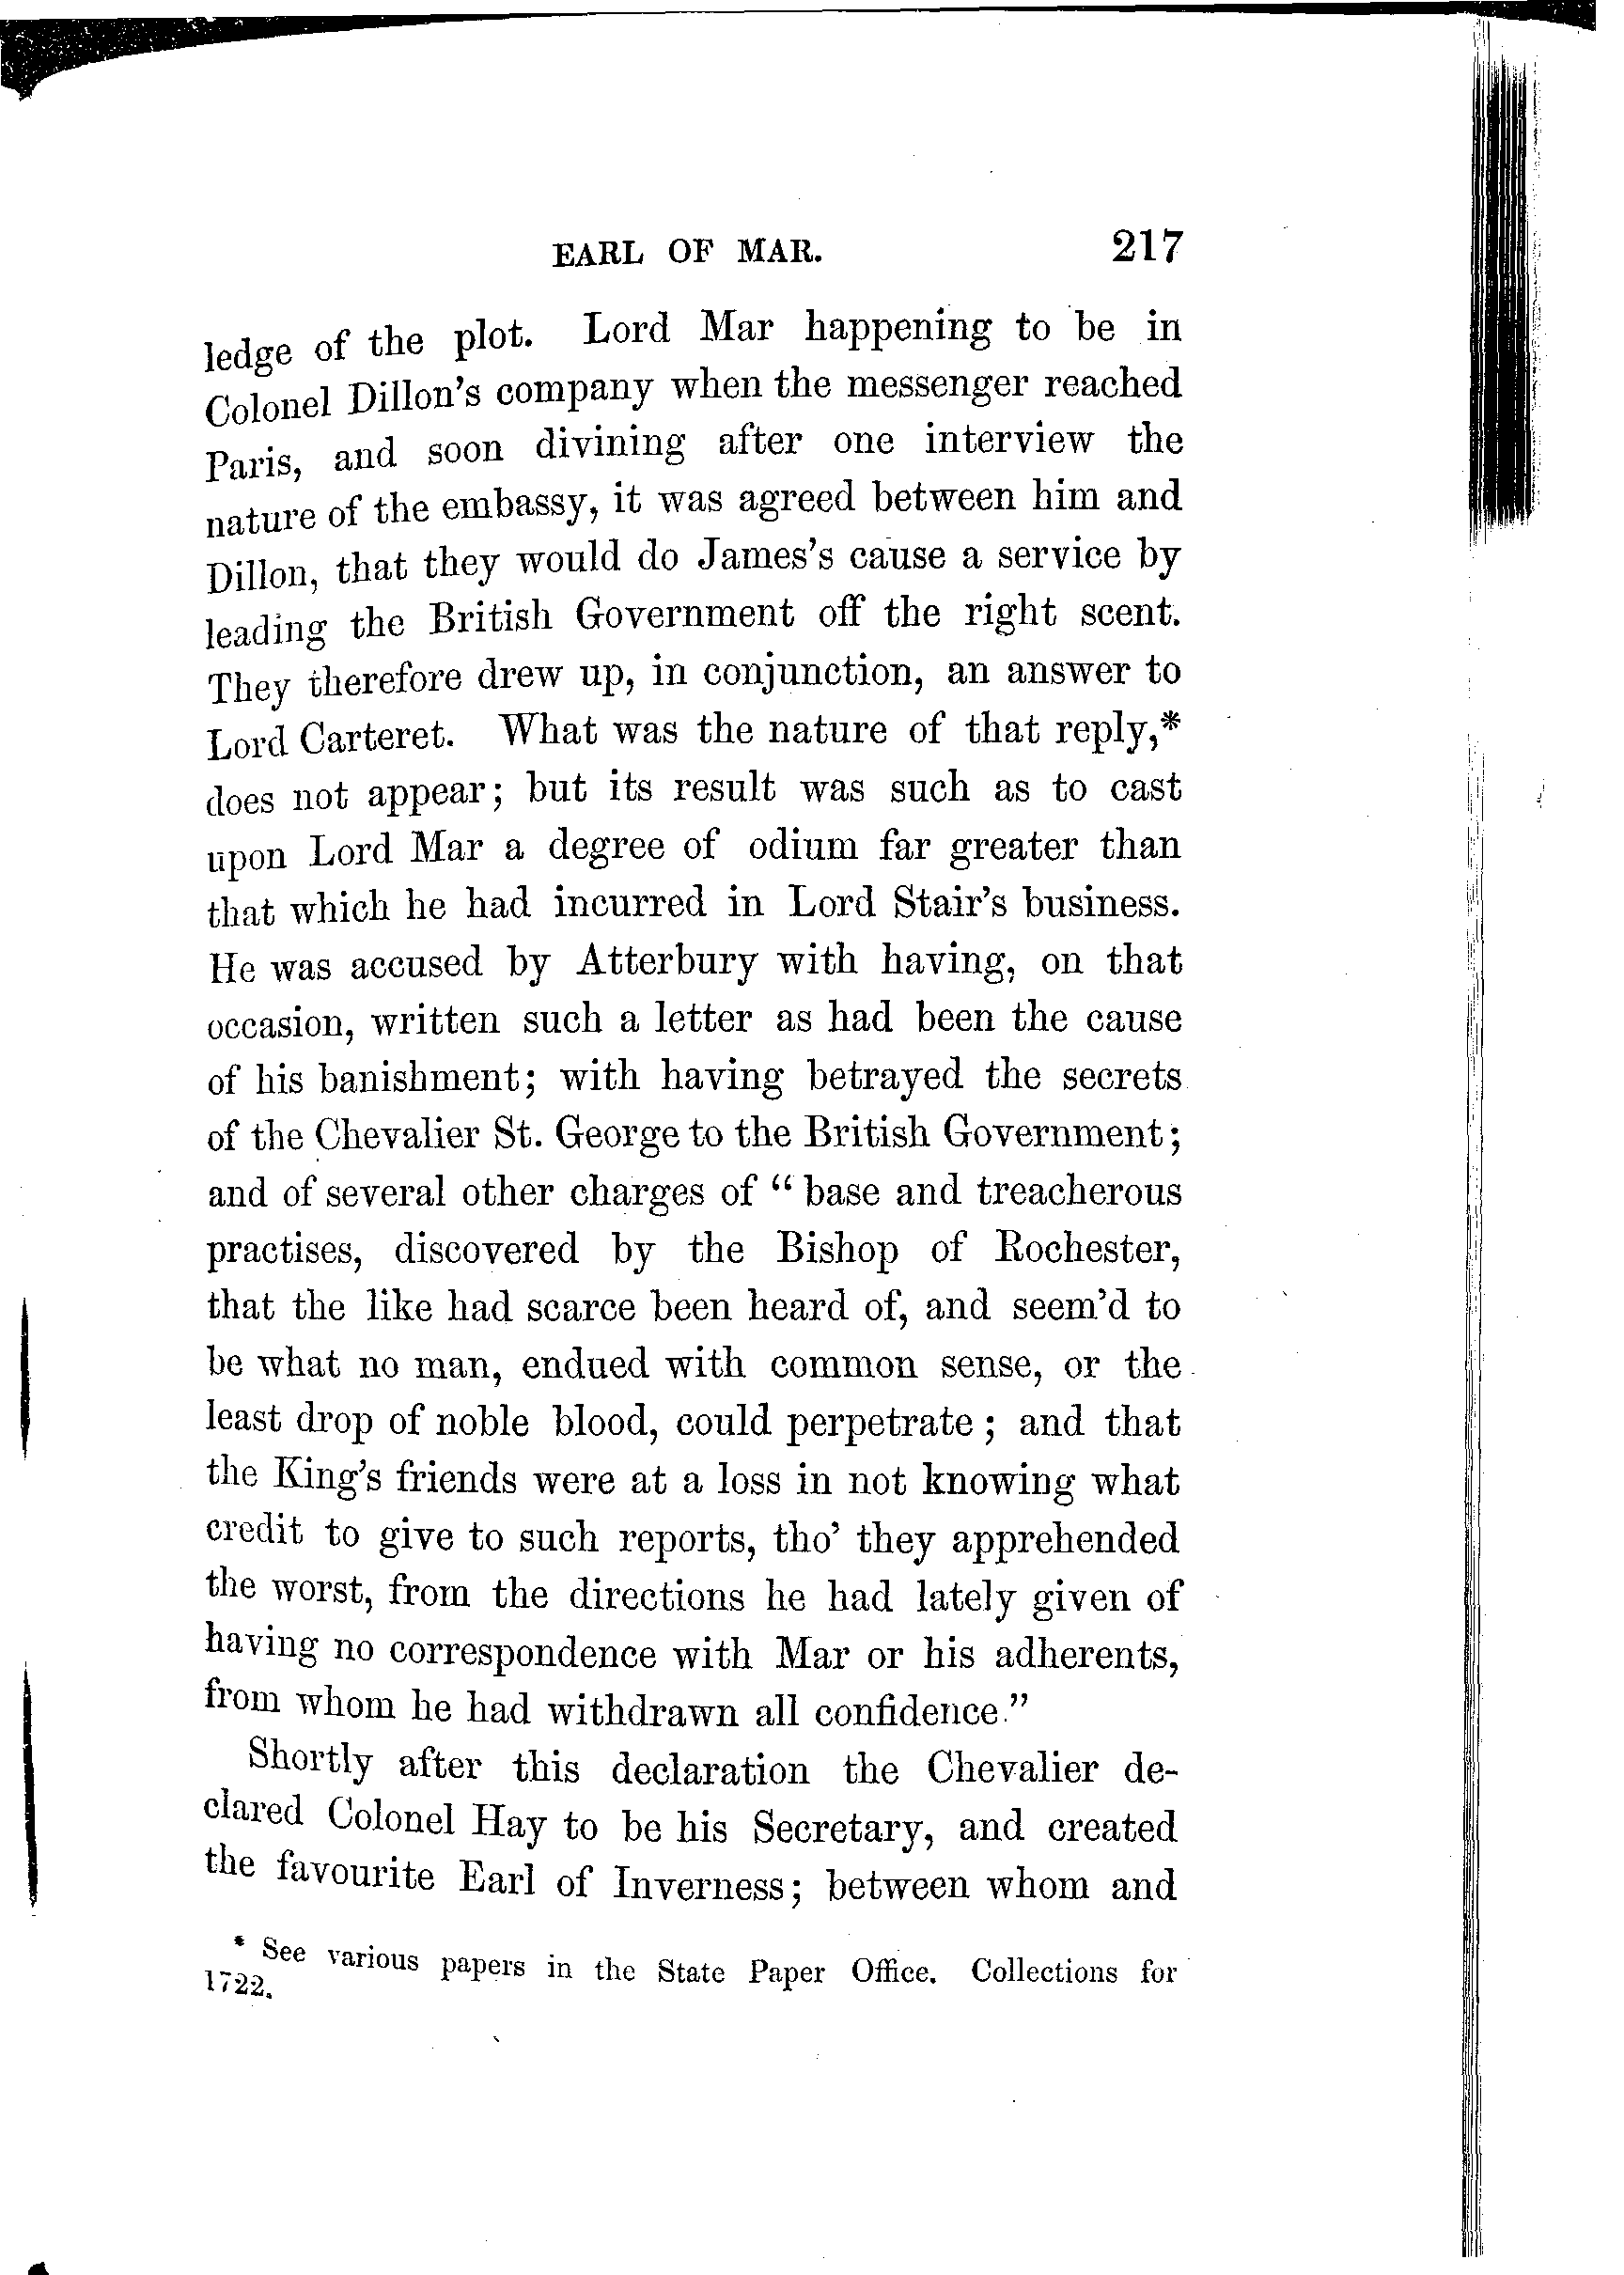 EARL OF MAR. 217
ledge of the plot. Lord Mar happening to be in
Colonel Dillon's company when the messenger reached
Paris, and soon divining after one interview the
nature of the embassy, it was agreed between him and
Dillon, that they would do James's cause a service by
leading the British Government off the right scent.
They therefore drew up, in conjunction, an answer to
Lord Carteret. What was the nature of that reply,*
does not appear; but its result was such as to cast
upon Lord Mar a degree of odium far greater than
that which he had incurred in Lord Stair's business.
He was accused by Atterbury with having, on that
occasion, written such a letter as had been the cause
of his banishment; with having betrayed the secrets
of the Chevalier St. George to the British Government;
and of several other charges of "base and treacherous
practises, discovered by the Bishop of Rochester,
that the like had scarce been heard of, and seem'd to
be what no man, endued with common sense, or the
least drop of noble blood, could perpetrate; and that
the King's friends were at a loss in not knowing what
credit to give to such reports, tho' they apprehended
the worst, from the directions he had lately given of
having no correspondence with Mar or his adherents,
from whom he had withdrawn all confidence."
Shortly after this declaration the Chevalier de-
clared Colonel Hay to be his Secretary, and created
the favourite Earl of Inverness; between whom and
* See various papers in the State Paper Office. Collections for
1722.